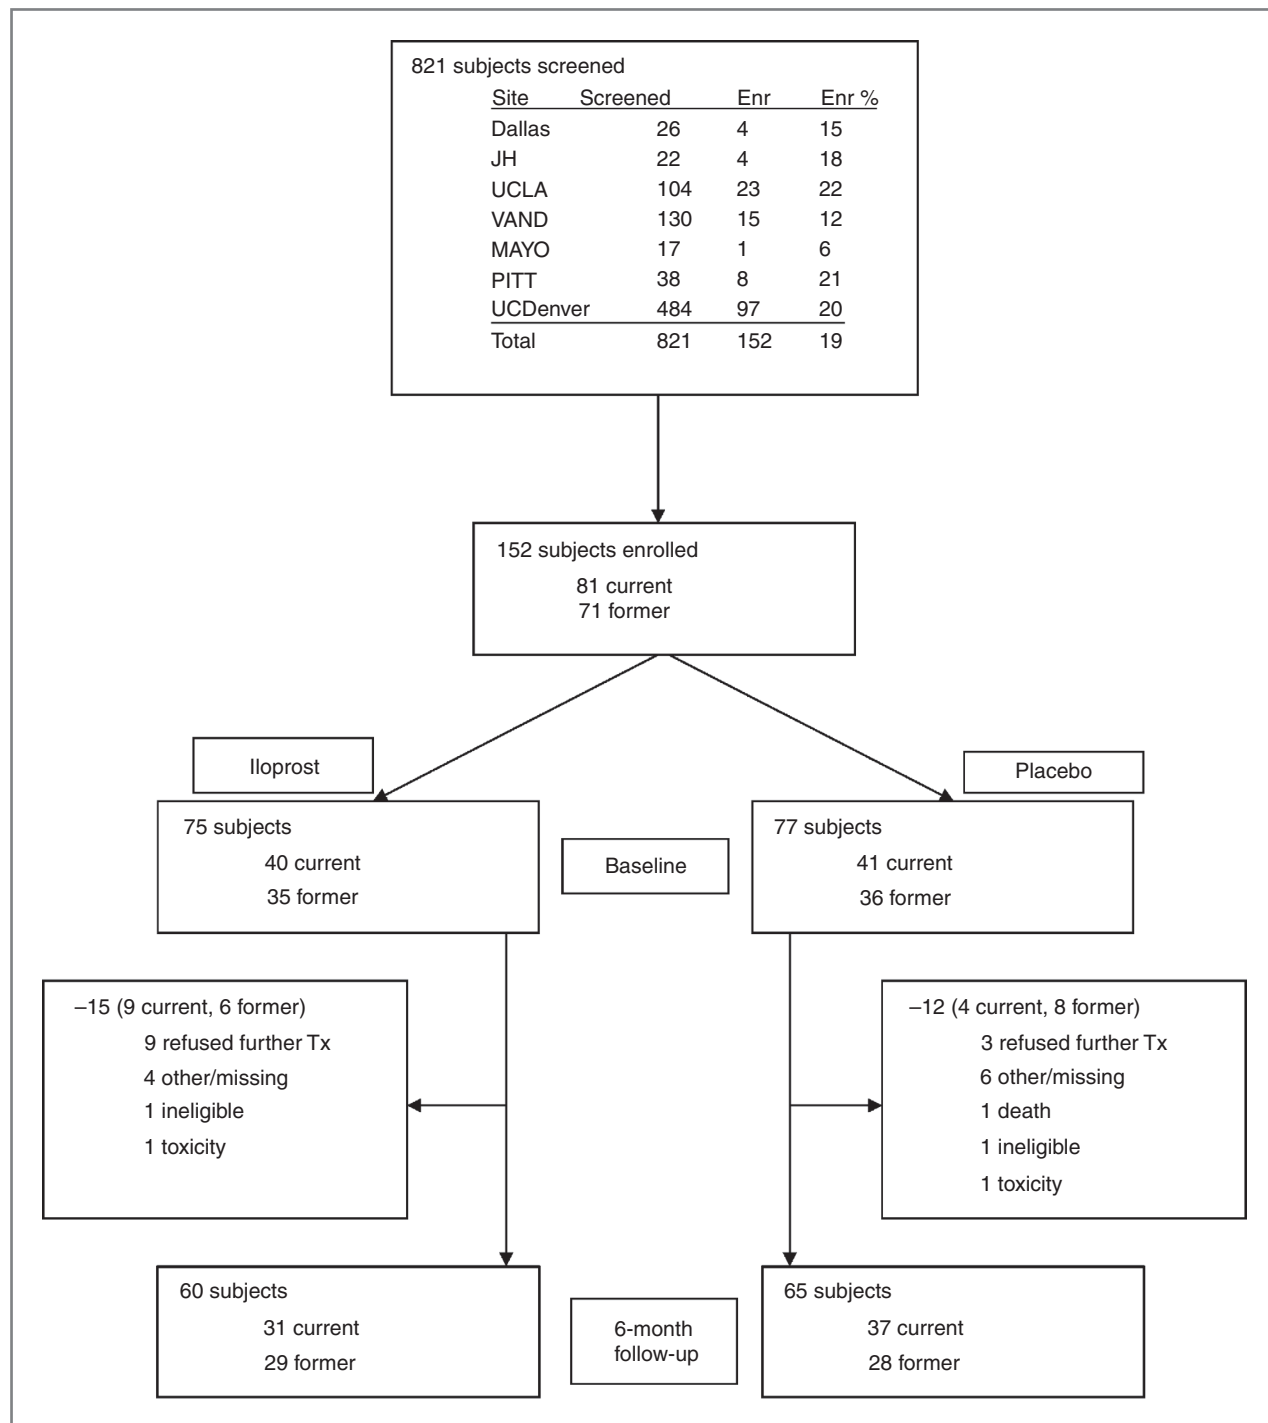 821 subjects screened
Site Screened Enr Enr %
Dallas 26 4 15
JH 22 4 18
UCLA 104 23 22
VAND 130 15 12
MAYO 17 1 6
PITT 38 8 21
UCDenver 484 97 20
Total 821 152 19
152 subjects enrolled
81 current
71 former
Iloprost
Placebo
75 subjects
40 current
35 former
Baseline
77 subjects
41 current
36 former
–15 (9 current, 6 former)
9 refused further Tx
4 other/missing
1 ineligible
1 toxicity
–12 (4 current, 8 former)
3 refused further Tx
6 other/missing
1 death
1 ineligible
1 toxicity
60 subjects
31 current
29 former
6-month
follow-up
65 subjects
37 current
28 former